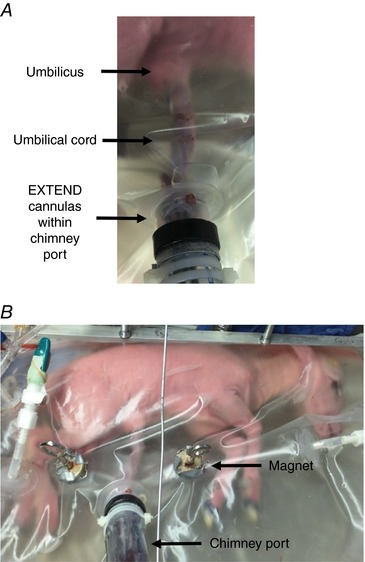 A
Umbilicus
Umbilical cord
EXTEND
cannulas
within
chimney
port
B
Magnet
Chimney port